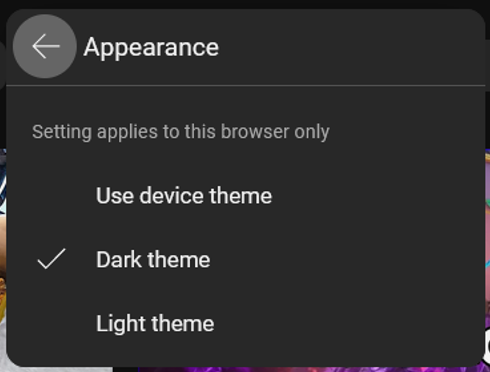 Appearance
Setting applies to this browser only
Use device theme
Dark theme
Light theme